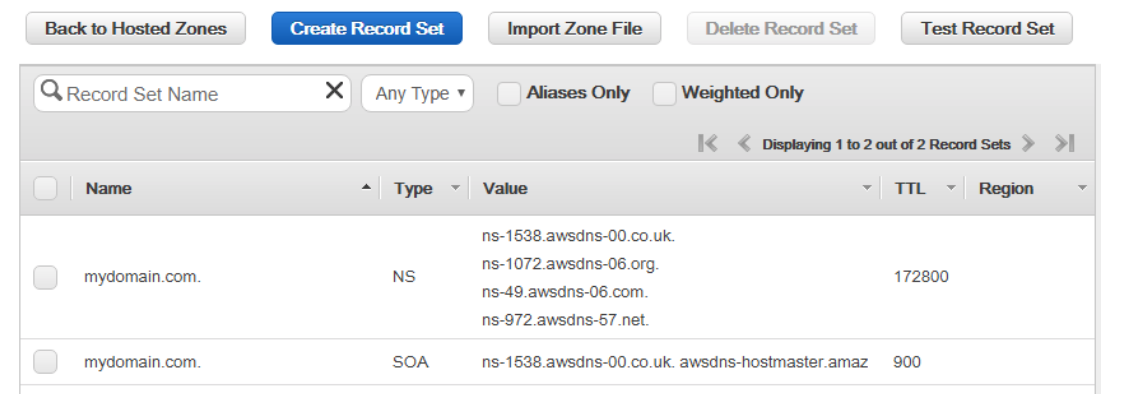 Back to Hosted Zones Create Record Set Import Zone File Delete Record Set Test Record Set
Record Set Name Any Type Aliases Only Weighted Only
Displaying 1 to 2 out of 2 Record Sets
Name Type Value TTL Region
ns-1538.awsdns-00.co.uk.
ns-1072.awsdns-06.org.
mydomain.com. NS 172800
ns-49.awsdns-06.com.
ns-972.awsdns-57.net.
mydomain.com. SOA ns-1538.awsdns-00.co.uk. awsdns-hostmaster.amaz 900